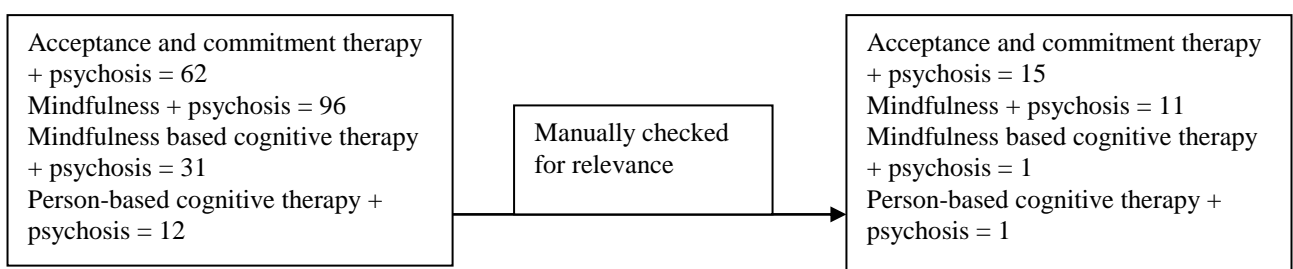 Acceptance and commitment therapy
+ psychosis = 62
Mindfulness + psychosis = 96
Mindfulness based cognitive therapy
+ psychosis = 31
Person-based cognitive therapy +
psychosis = 12
Manually checked
for relevance
Acceptance and commitment therapy
+ psychosis = 15
Mindfulness + psychosis = 11
Mindfulness based cognitive therapy
+ psychosis = 1
Person-based cognitive therapy +
psychosis = 1